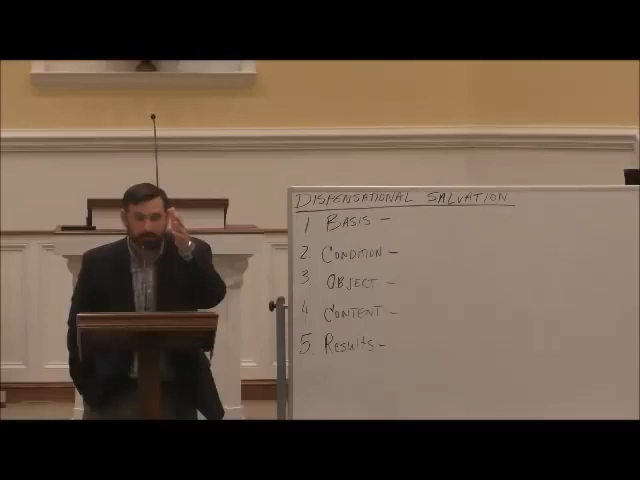 DISPENSATIONAL SALVATION
1 BASIS -
2. CONDITION -
3. OBJECT -
4 CONTENT -
5 Results -